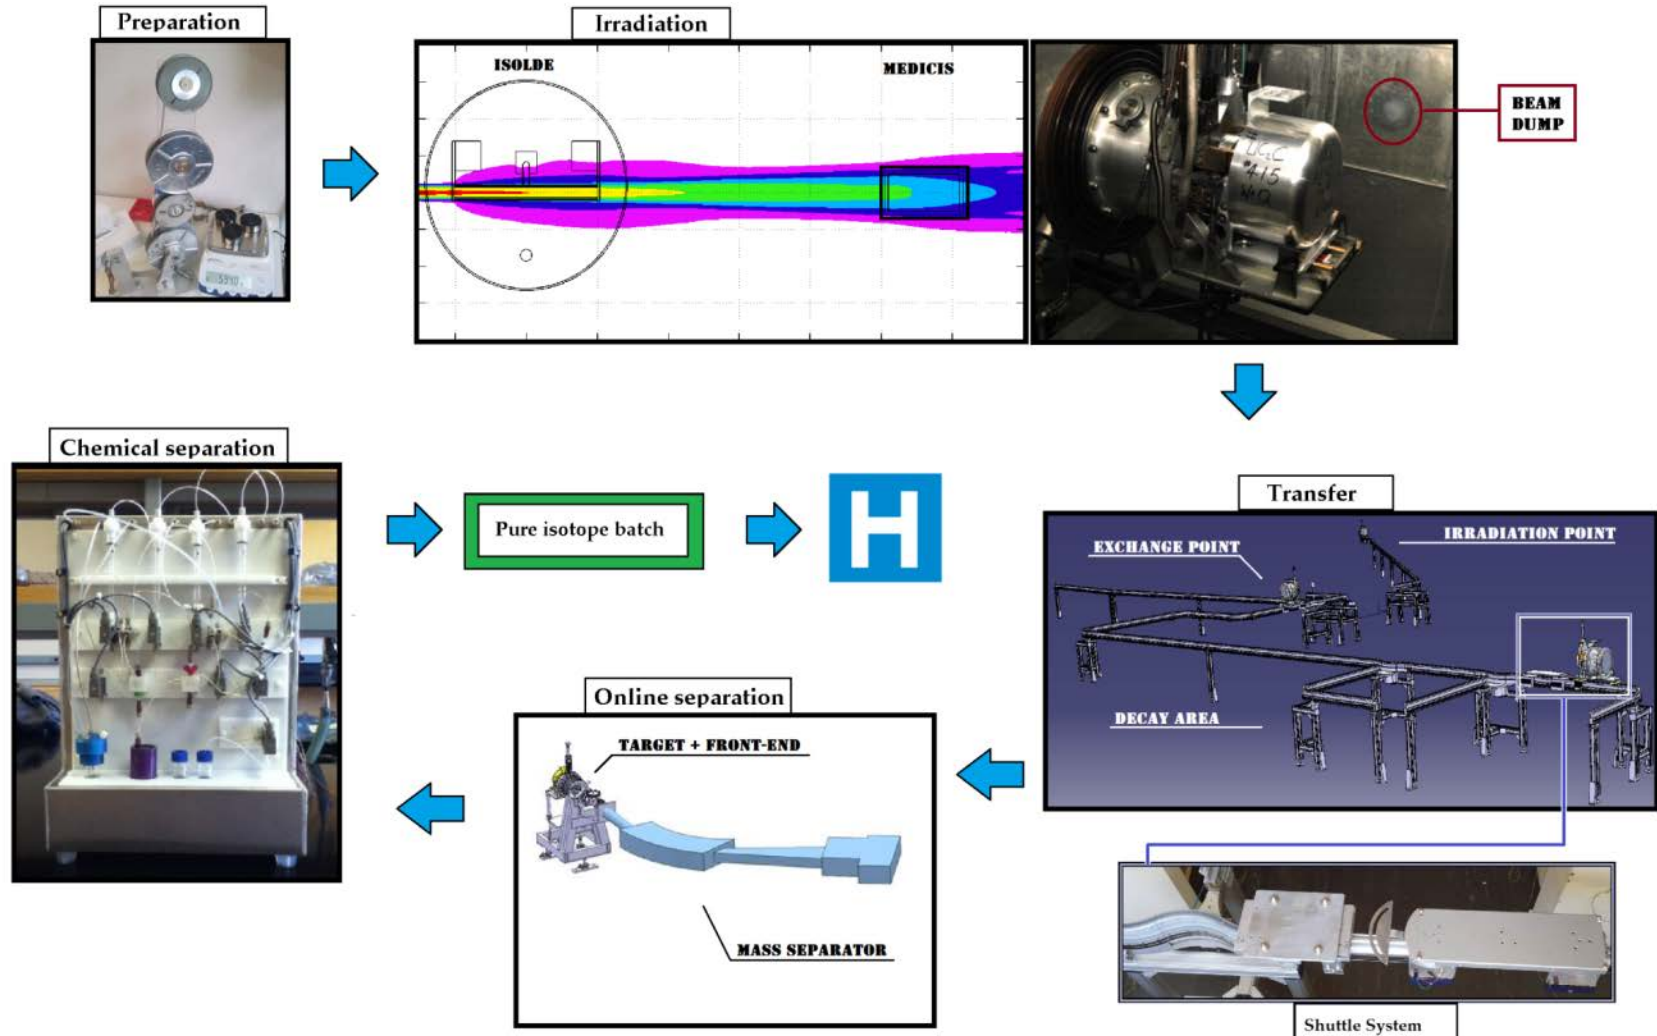 Preparation
Irradiation
ISOLDE
MEDICIS
BEAM
DUMP
Chemical separation
Pure isotope batch
H
Transfer
EXCHANGE POINT
IRRADIATION POINT
DECAY AREA
Online separation
TARGET + FRONT-END
MASS SEPARATOR
Shuttle System